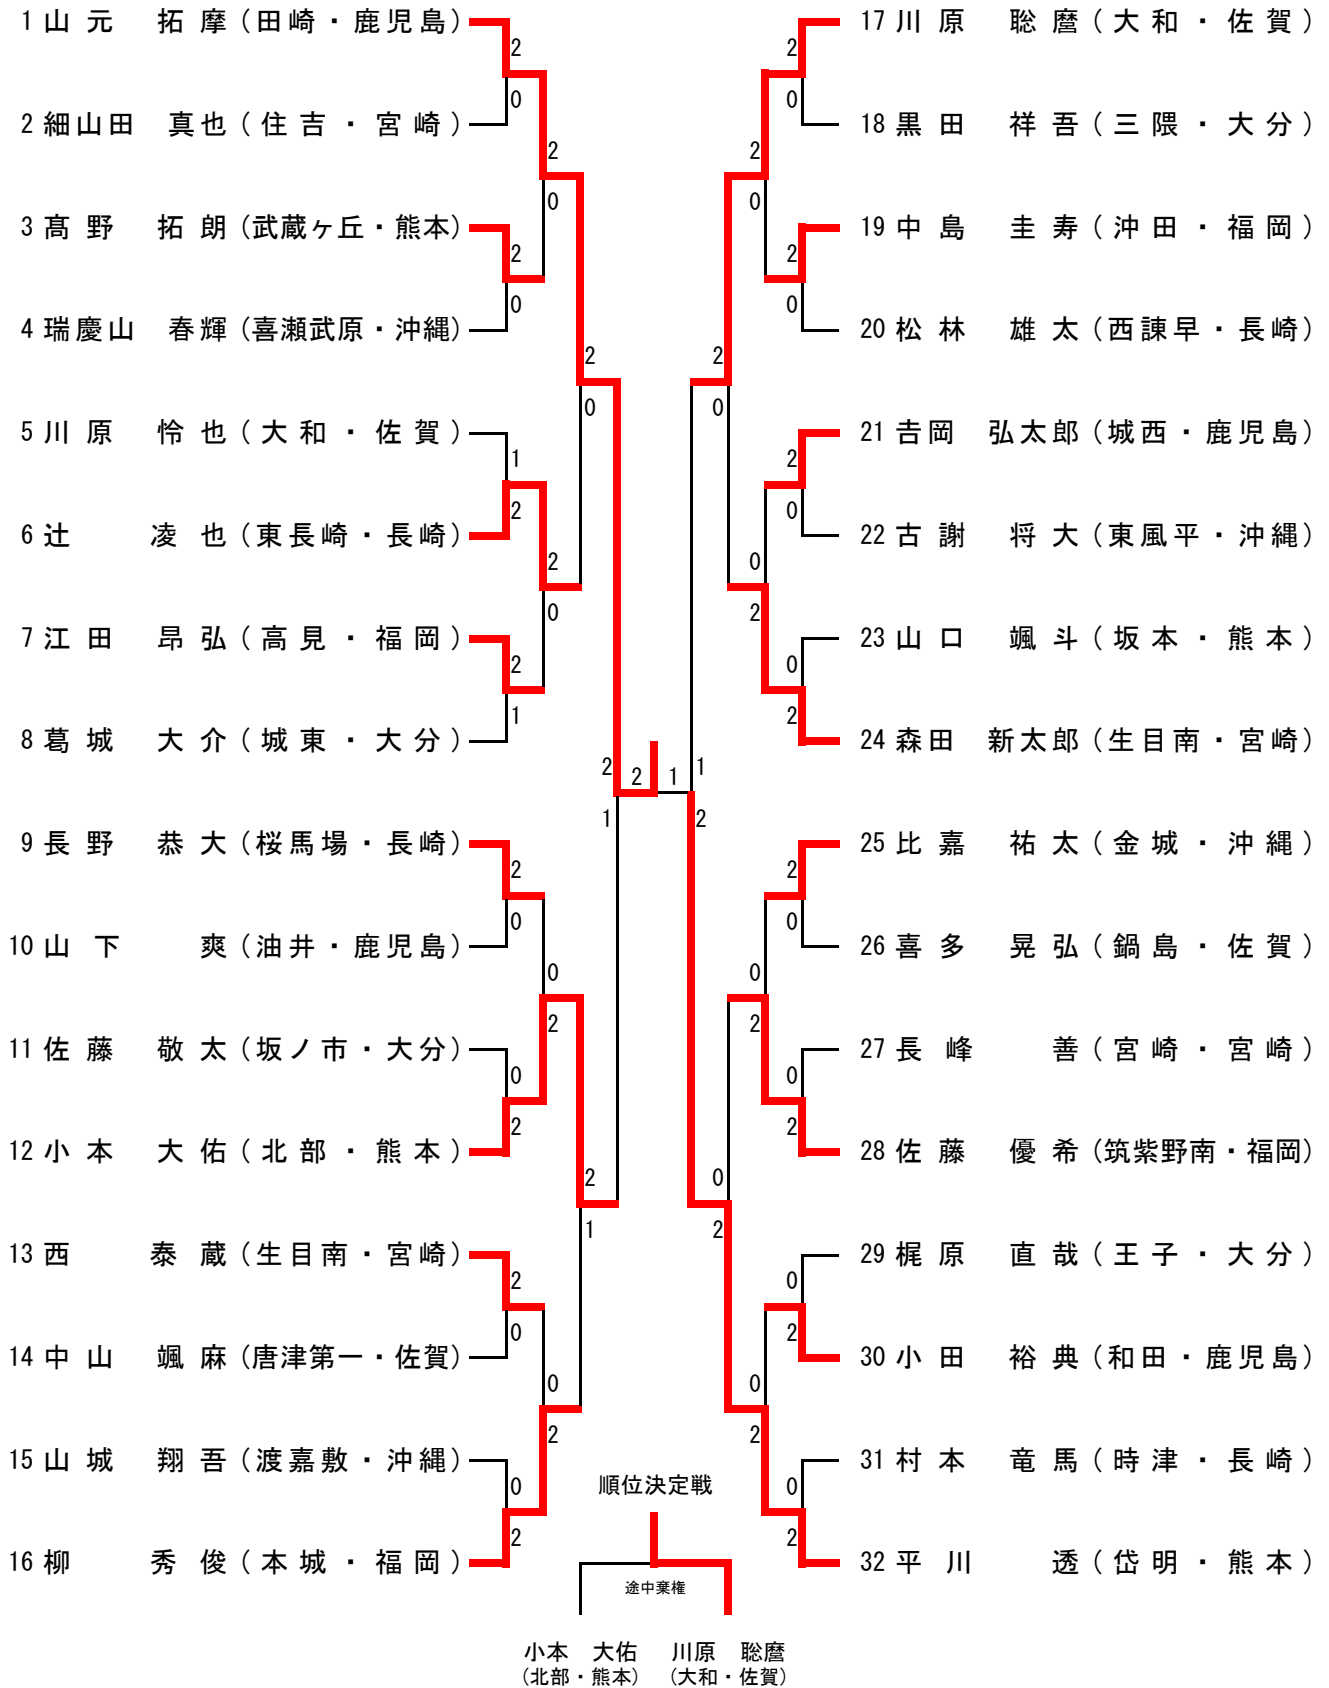 1 山元 拓摩 (田崎・鹿児島)
2
0
2 細山田 真也 (住吉・宮崎)
2
0
3 髙野 拓朗 (武蔵ヶ丘・熊本)
2
0
4 瑞慶山 春輝 (喜瀬武原・沖縄)
2
0
5 川原 怜也 (大和・佐賀)
1
2
6 辻 凌也 (東長崎・長崎)
2
0
7 江田 昂弘 (高見・福岡)
2
1
8 葛城 大介 (城東・大分)
2
1
9 長野 恭大 (桜馬場・長崎)
2
0
10 山下 爽 (油井・鹿児島)
0
2
11 佐藤 敬太 (坂ノ市・大分)
0
2
12 小本 大佑 (北部・熊本)
2
1
13 西 泰蔵 (生目南・宮崎)
2
0
14 中山 颯麻 (唐津第一・佐賀)
0
2
15 山城 翔吾 (渡嘉敷・沖縄)
0
2
16 柳 秀俊 (本城・福岡)
2 1
17 川原 聡麿 (大和・佐賀)
2
0
18 黒田 祥吾 (三隈・大分)
2
0
19 中島 圭寿 (沖田・福岡)
2
0
20 松林 雄太 (西諫早・長崎)
2
0
21 𠮷岡 弘太郎 (城西・鹿児島)
2
0
22 古謝 将大 (東風平・沖縄)
0
2
23 山口 颯斗 (坂本・熊本)
0
2
24 森田 新太郎 (生目南・宮崎)
1
2
25 比嘉 祐太 (金城・沖縄)
2
0
26 喜多 晃弘 (鍋島・佐賀)
0
2
27 長峰 善 (宮崎・宮崎)
0
2
28 佐藤 優希 (筑紫野南・福岡)
0
2
29 梶原 直哉 (王子・大分)
0
2
30 小田 裕典 (和田・鹿児島)
0
2
31 村本 竜馬 (時津・長崎)
0
2
32 平川 透 (岱明・熊本)
順位決定戦
途中棄権
小本 大佑 川原 聡麿
(北部・熊本) (大和・佐賀)